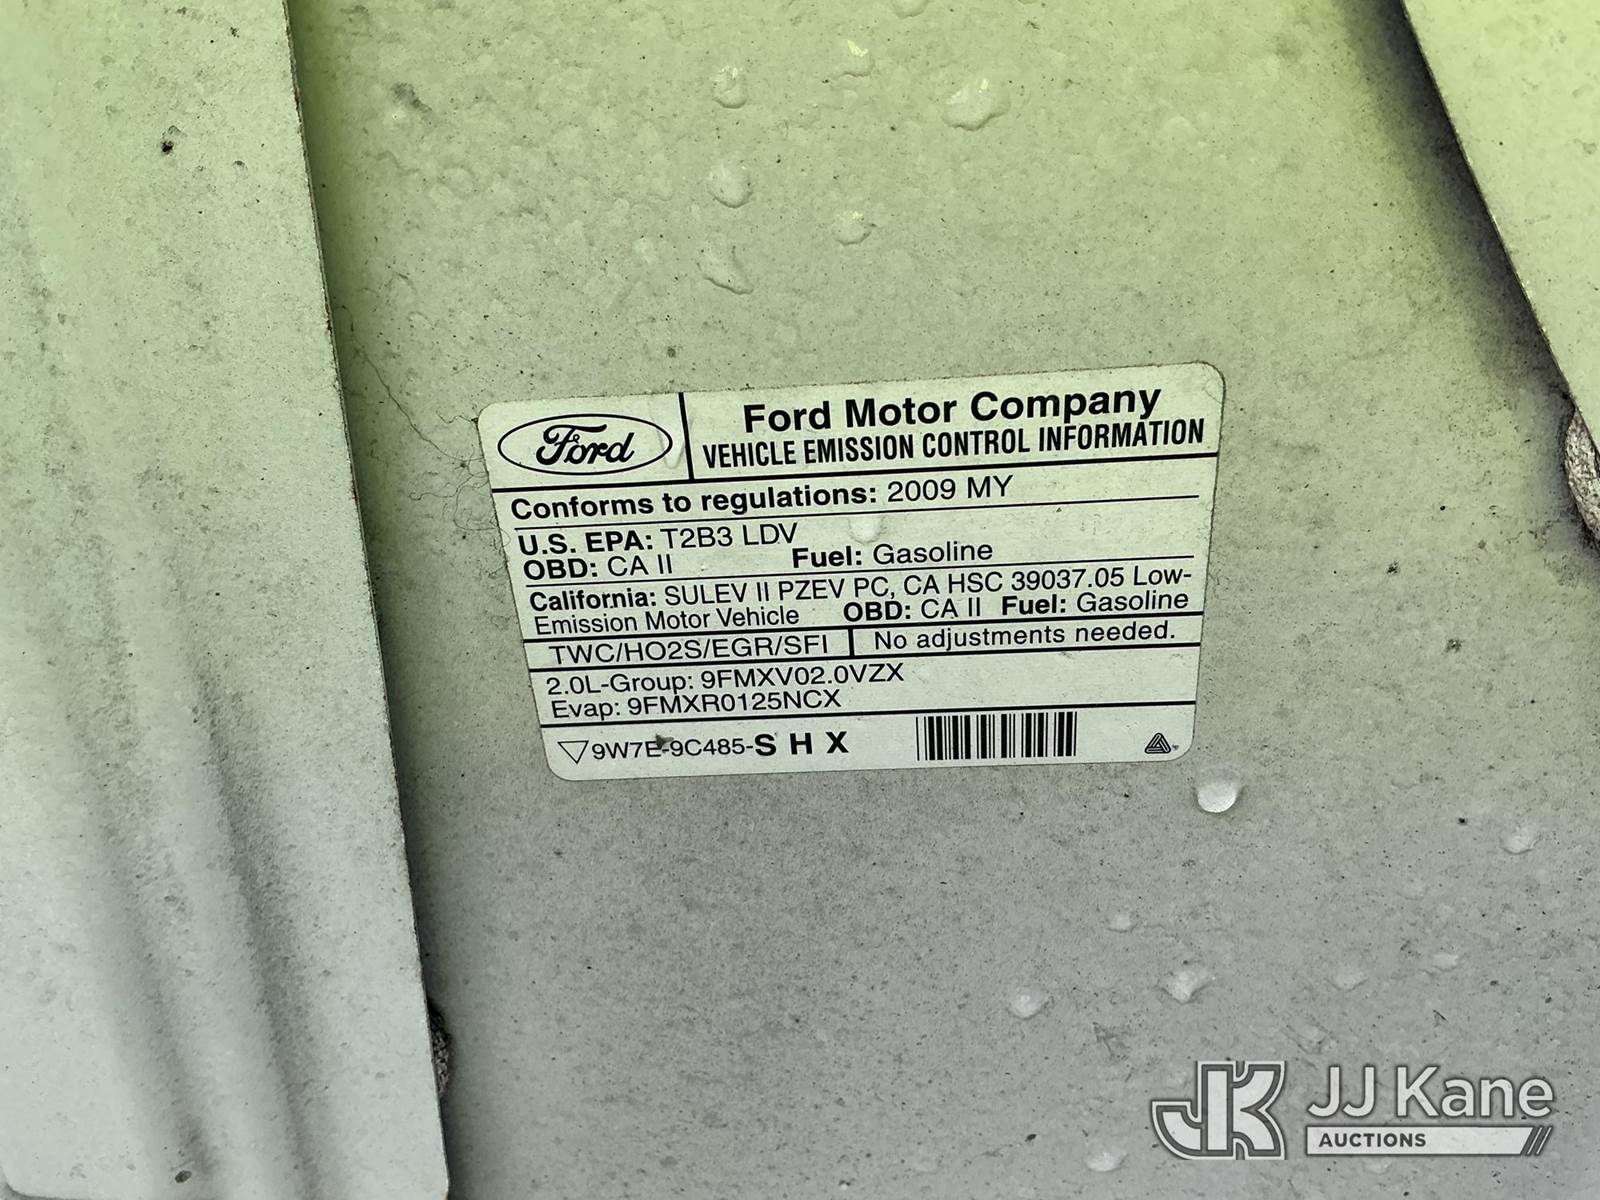 Ford
Ford Motor Company
VEHICLE EMISSION CONTROL INFORMATION
Conforms to regulations: 2009 MY
U.S. EPA: T2B3 LDV
OBD: CA II Fuel: Gasoline
California: SULEV II PZEV PC, CA HSC 39037.05 Low-
Emission Motor Vehicle OBD: CA II Fuel: Gasoline
TWC/HO2S/EGR/SFI No adjustments needed.
2.0L-Group: 9FMXV02.0VZX
Evap: 9FMXR0125NCX
9W7E-9C485-S H X
JK JJ Kane
AUCTIONS